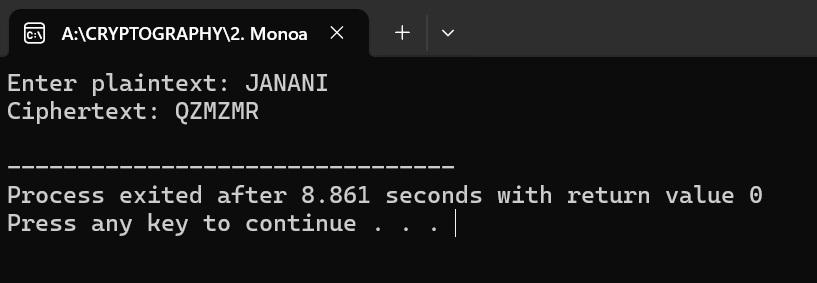 A:\CRYPTOGRAPHY\2. Monoa
Enter plaintext: JANANI
Ciphertext: QZMZMR
--------------------------------
Process exited after 8.861 seconds with return value 0
Press any key to continue . . .